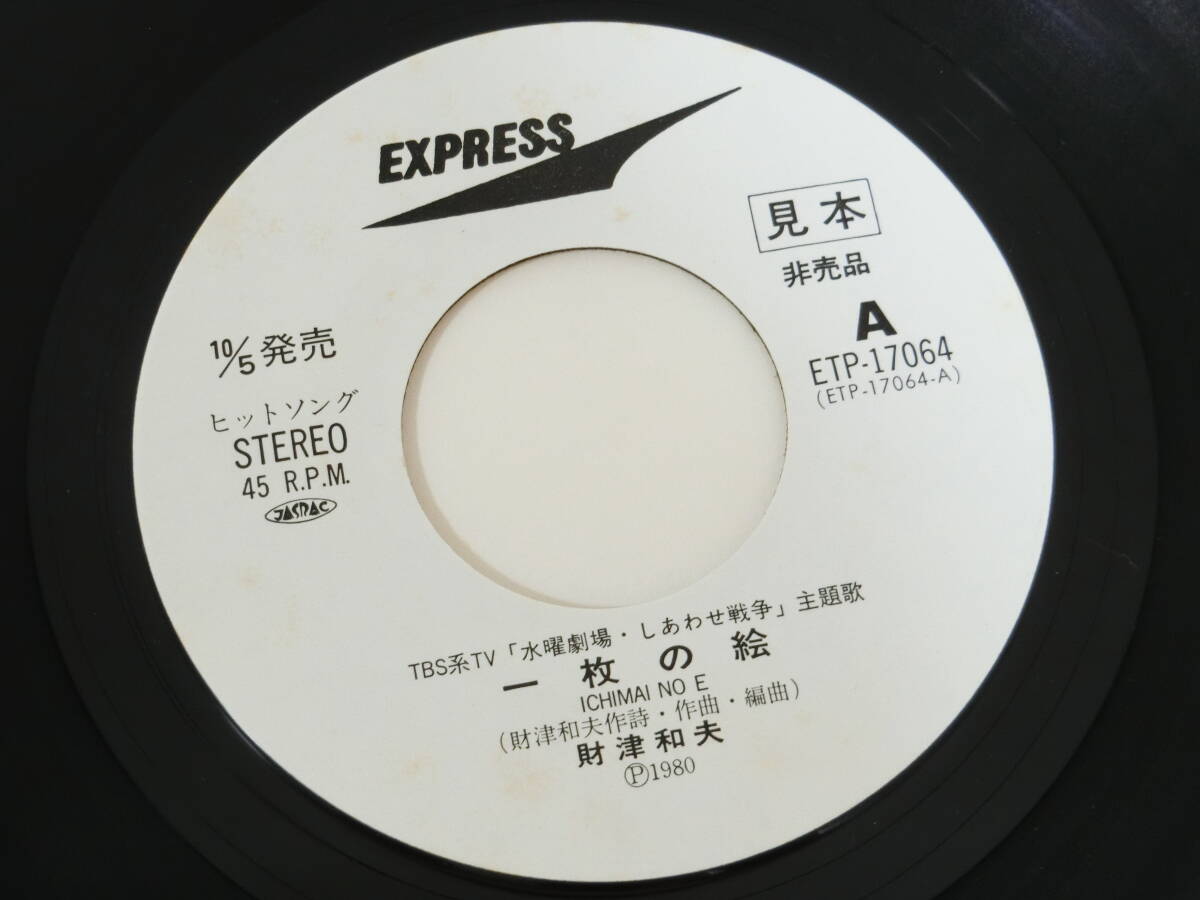 EXPRESS
見本
非売品
A
ETP-17064
(ETP-17064-A)
10/5発売
ヒットソング
STEREO
45 R.P.M.
JASRAC
TBS系TV「水曜劇場・しあわせ戦争」主題歌
一枚の絵
ICHIMAI NO E
(財津和夫作詩・作曲・編曲)
財津和夫
Ⓟ1980